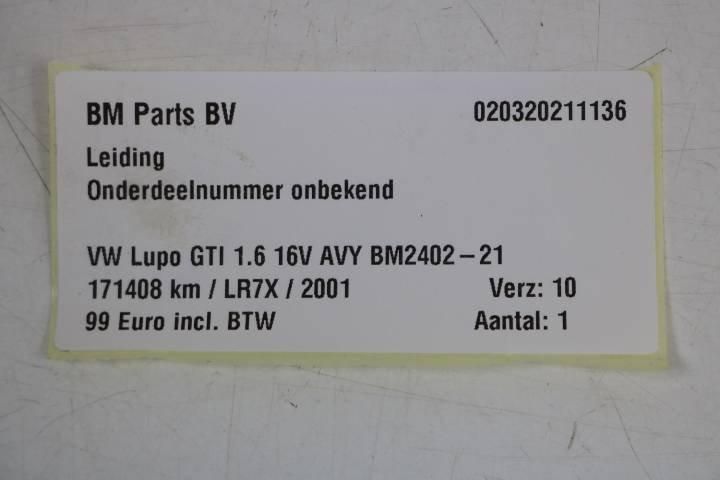 BM Parts BV 020320211136
Leiding
Onderdeelnummer onbekend
VW Lupo GTI 1.6 16V AVY BM2402-21
171408 km / LR7X / 2001 Verz: 10
99 Euro incl. BTW Aantal: 1